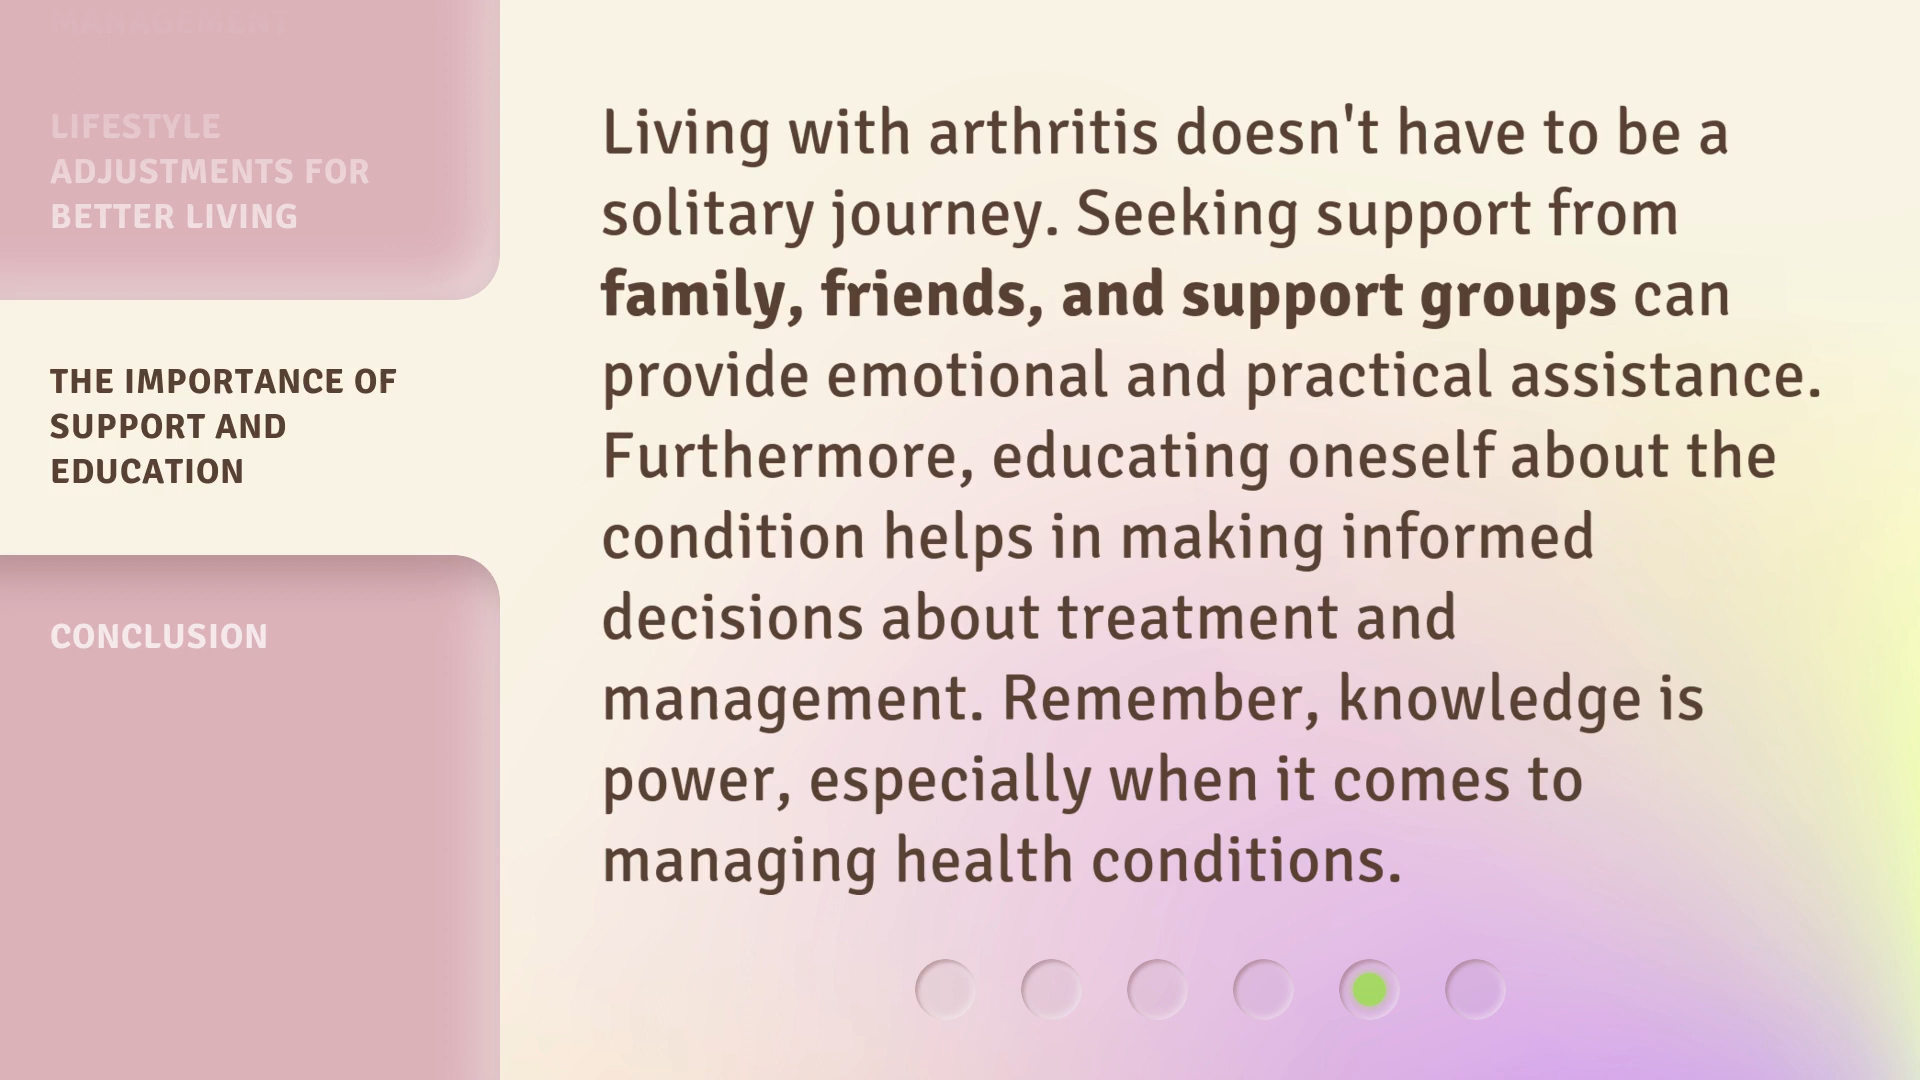 MANAGEMENT
LIFESTYLE
ADJUSTMENTS FOR
BETTER LIVING
THE IMPORTANCE OF
SUPPORT AND
EDUCATION
CONCLUSION
Living with arthritis doesn't have to be a
solitary journey. Seeking support from
family, friends, and support groups can
provide emotional and practical assistance.
Furthermore, educating oneself about the
condition helps in making informed
decisions about treatment and
management. Remember, knowledge is
power, especially when it comes to
managing health conditions.